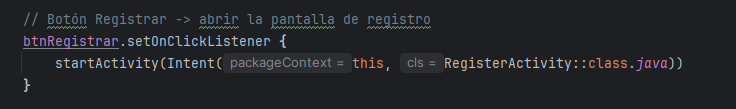 // Botón Registrar -> abrir la pantalla de registro
btnRegistrar.setOnClickListener {
startActivity(Intent( packageContext = this, cls = RegisterActivity::class.java))
}